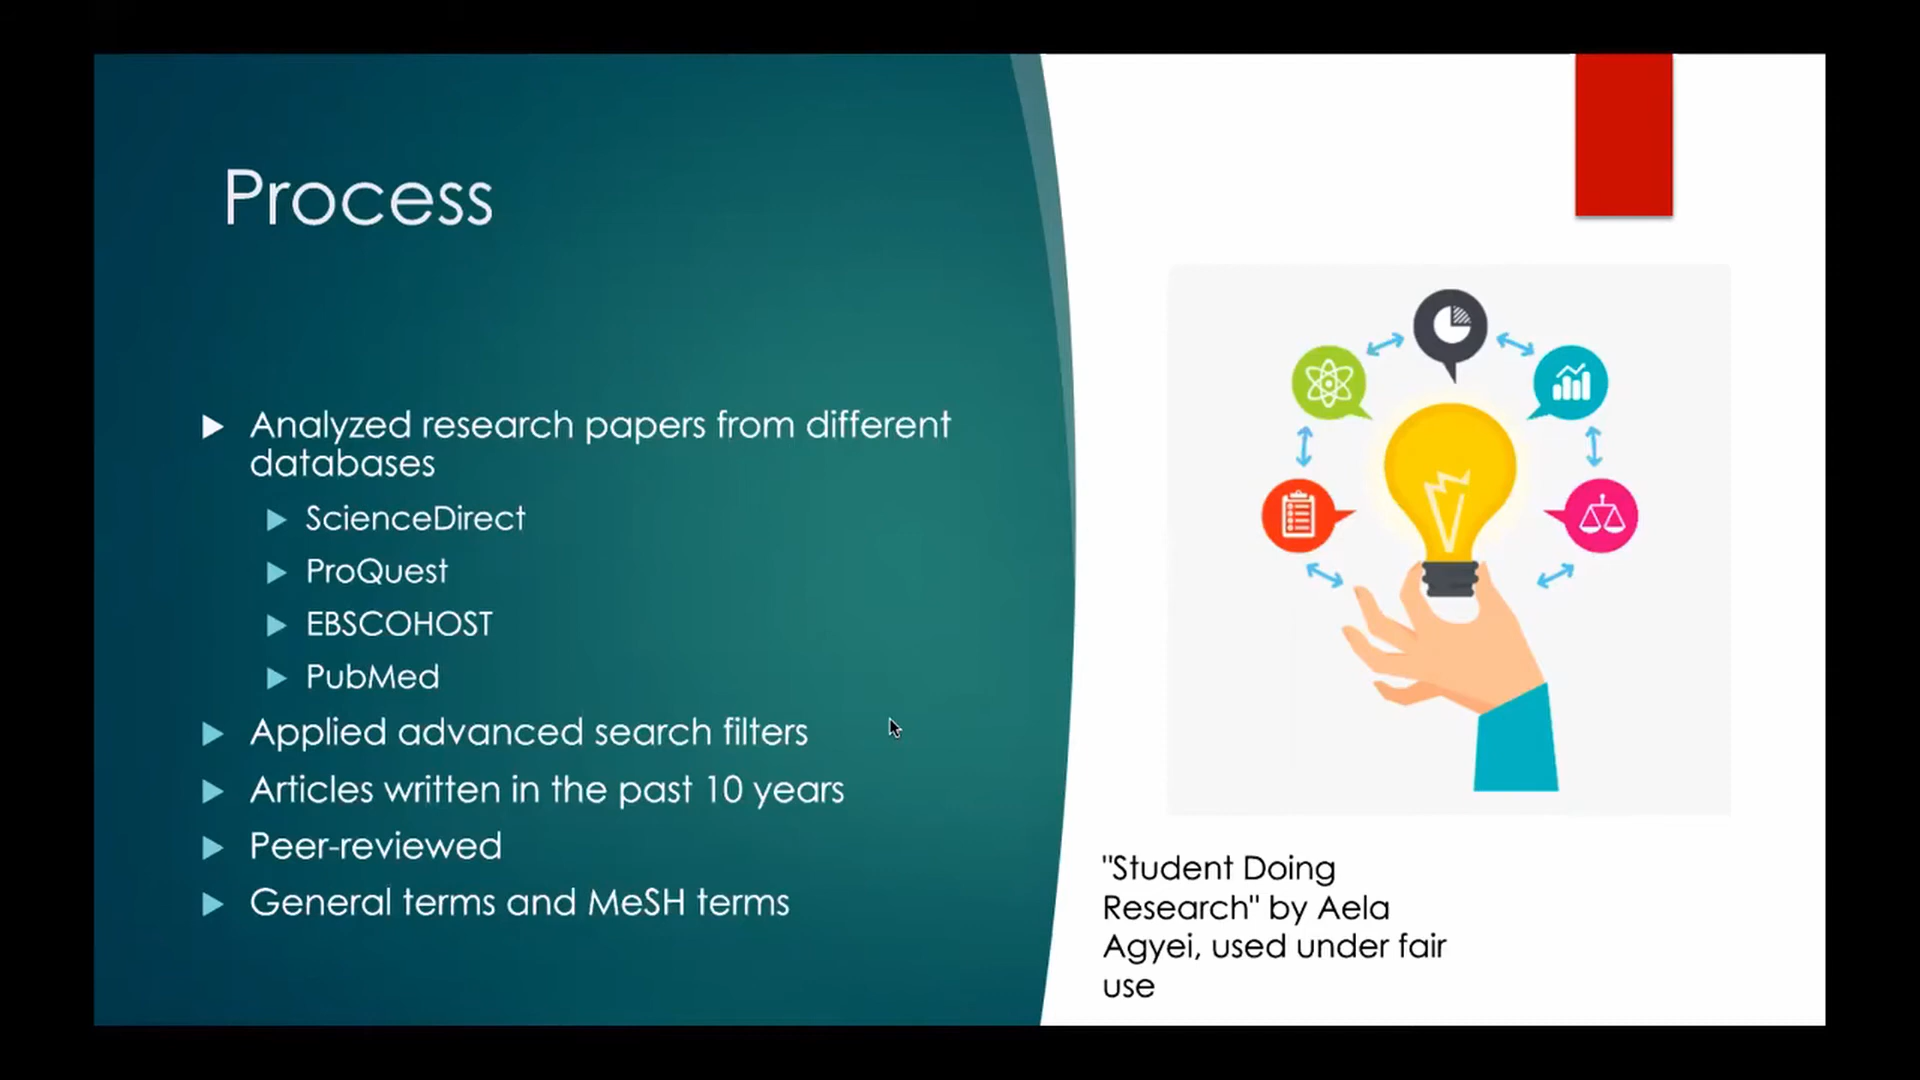 Process
Analyzed research papers from different
databases
ScienceDirect
ProQuest
EBSCOHOST
PubMed
Applied advanced search filters
Articles written in the past 10 years
Peer-reviewed
General terms and MeSH terms
"Student Doing
Research" by Aela
Agyei, used under fair
use